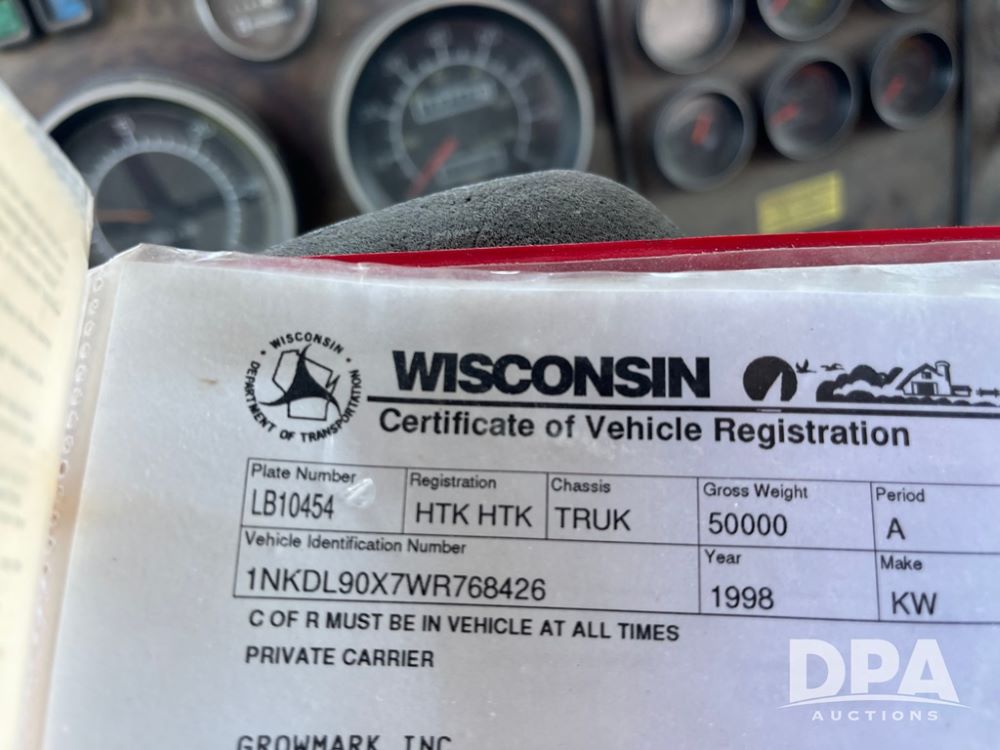 WISCONSIN
DEPARTMENT OF TRANSPORTATION
WISCONSIN
Certificate of Vehicle Registration
Plate Number Registration Chassis Gross Weight Period
LB10454 HTK HTK TRUK 50000 A
Vehicle Identification Number Year Make
1NKDL90X7WR768426 1998 KW
C OF R MUST BE IN VEHICLE AT ALL TIMES
PRIVATE CARRIER
GROWMARK INC
DPA
AUCTIONS